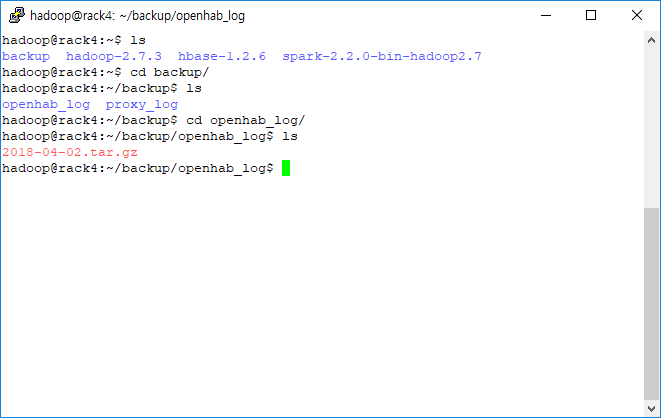 hadoop@rack4: ~/backup/openhab_log
hadoop@rack4:~$ ls
backup  hadoop-2.7.3  hbase-1.2.6  spark-2.2.0-bin-hadoop2.7
hadoop@rack4:~$ cd backup/
hadoop@rack4:~/backup$ ls
openhab_log  proxy_log
hadoop@rack4:~/backup$ cd openhab_log/
hadoop@rack4:~/backup/openhab_log$ ls
2018-04-02.tar.gz
hadoop@rack4:~/backup/openhab_log$